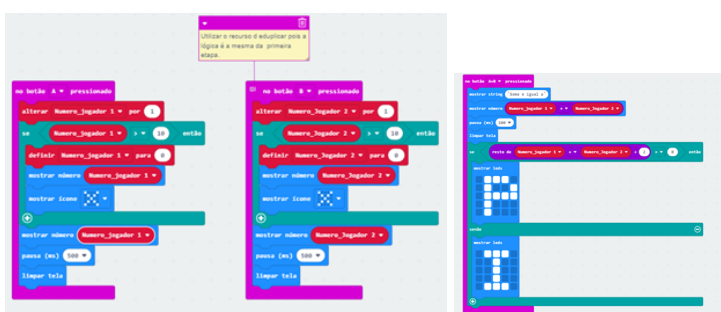 Utilizar o recurso d eduplicar pois a
lógica é a mesma da primeira
etapa.
no botão A pressionado
alterar Numero_jogador 1 por 1
se Numero_jogador 1 > 10 então
definir Numero_jogador 1 para 0
mostrar número Numero_jogador 1
mostrar ícone
mostrar número Numero_jogador 1
pausa (ms) 500
limpar tela
no botão B pressionado
alterar Numero_Jogador 2 por 1
se Numero_Jogador 2 > 10 então
definir Numero_Jogador 2 para 0
mostrar número Numero_Jogador 2
mostrar ícone
mostrar número Numero_Jogador 2
pausa (ms) 500
limpar tela
no botão A+B pressionado
mostrar string "Soma e igual a"
mostrar número Numero_jogador 1 + Numero_Jogador 2
pausa (ms) 100
limpar tela
se resto de Numero_jogador 1 + Numero_Jogador 2 ÷ 2 = 0 então
mostrar leds
senão
mostrar leds